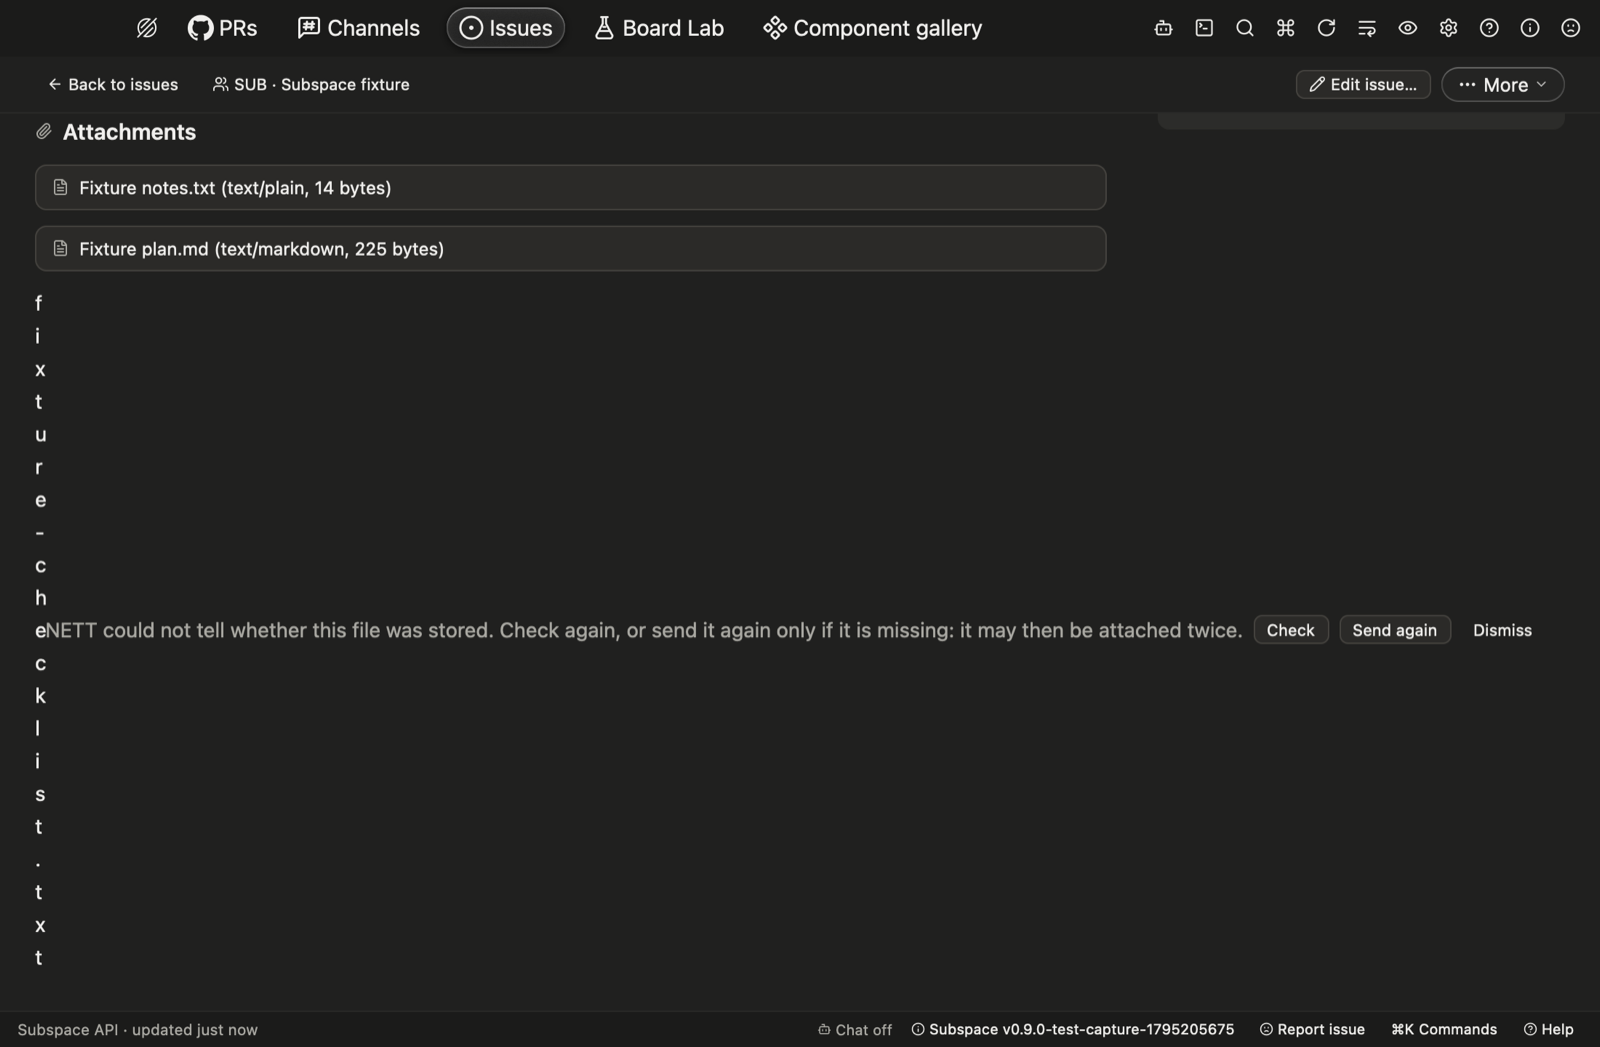 PRs
Channels
Issues
Board Lab
Component gallery
Back to issues
SUB · Subspace fixture
Edit issue...
··· More
Attachments
Fixture notes.txt (text/plain, 14 bytes)
Fixture plan.md (text/markdown, 225 bytes)
f
i
x
t
u
r
e
-
c
h
e
NETT could not tell whether this file was stored. Check again, or send it again only if it is missing: it may then be attached twice.
Check
Send again
Dismiss
c
k
l
i
s
t
.
t
x
t
Subspace API · updated just now
Chat off
Subspace v0.9.0-test-capture-1795205675
Report issue
⌘K Commands
Help